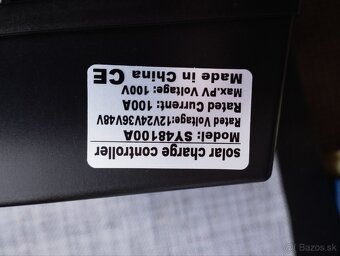 solar charge controller
Model: SY48100A
Rated Voltage:12V24V36V48V
Rated Current: 100A
Max.PV Voltage: 100V
Made in China CE
Bazos.sk